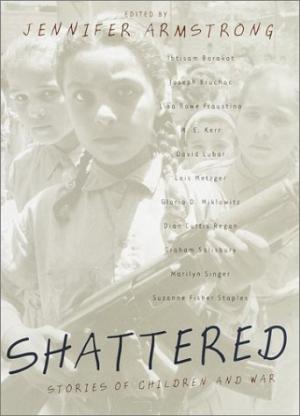 EDITED BY
JENNIFER ARMSTRONG
Ibtisam Barakat
Joseph Bruchac
Lisa Rowe Fraustino
M. E. Kerr
David Lubar
Lois Metzger
Gloria D. Miklowitz
Dian Curtis Regan
Graham Salisbury
Marilyn Singer
Suzanne Fisher Staples
SHATTERED
STORIES OF CHILDREN AND WAR